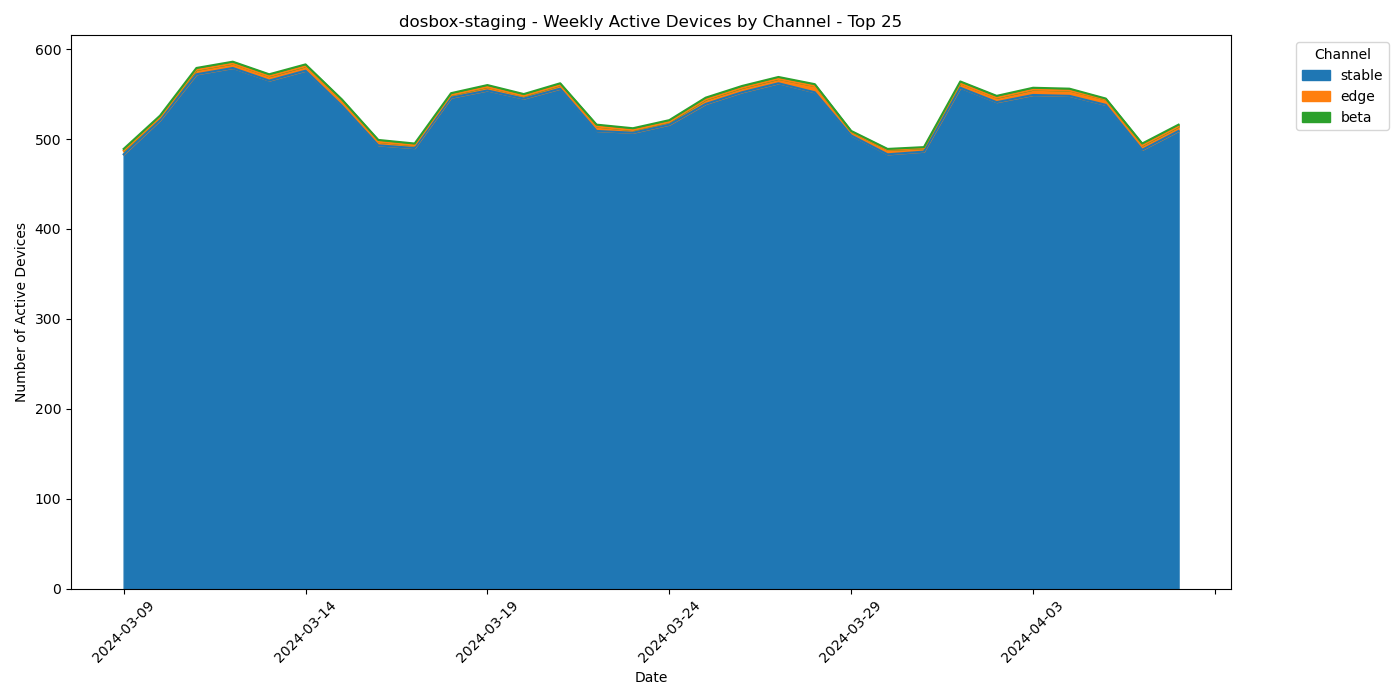 dosbox-staging - Weekly Active Devices by Channel - Top 25
Number of Active Devices
600
500
400
300
200
100
0
2024-03-09
2024-03-14
2024-03-19
2024-03-24
2024-03-29
2024-04-03
Date
Channel
stable
edge
beta